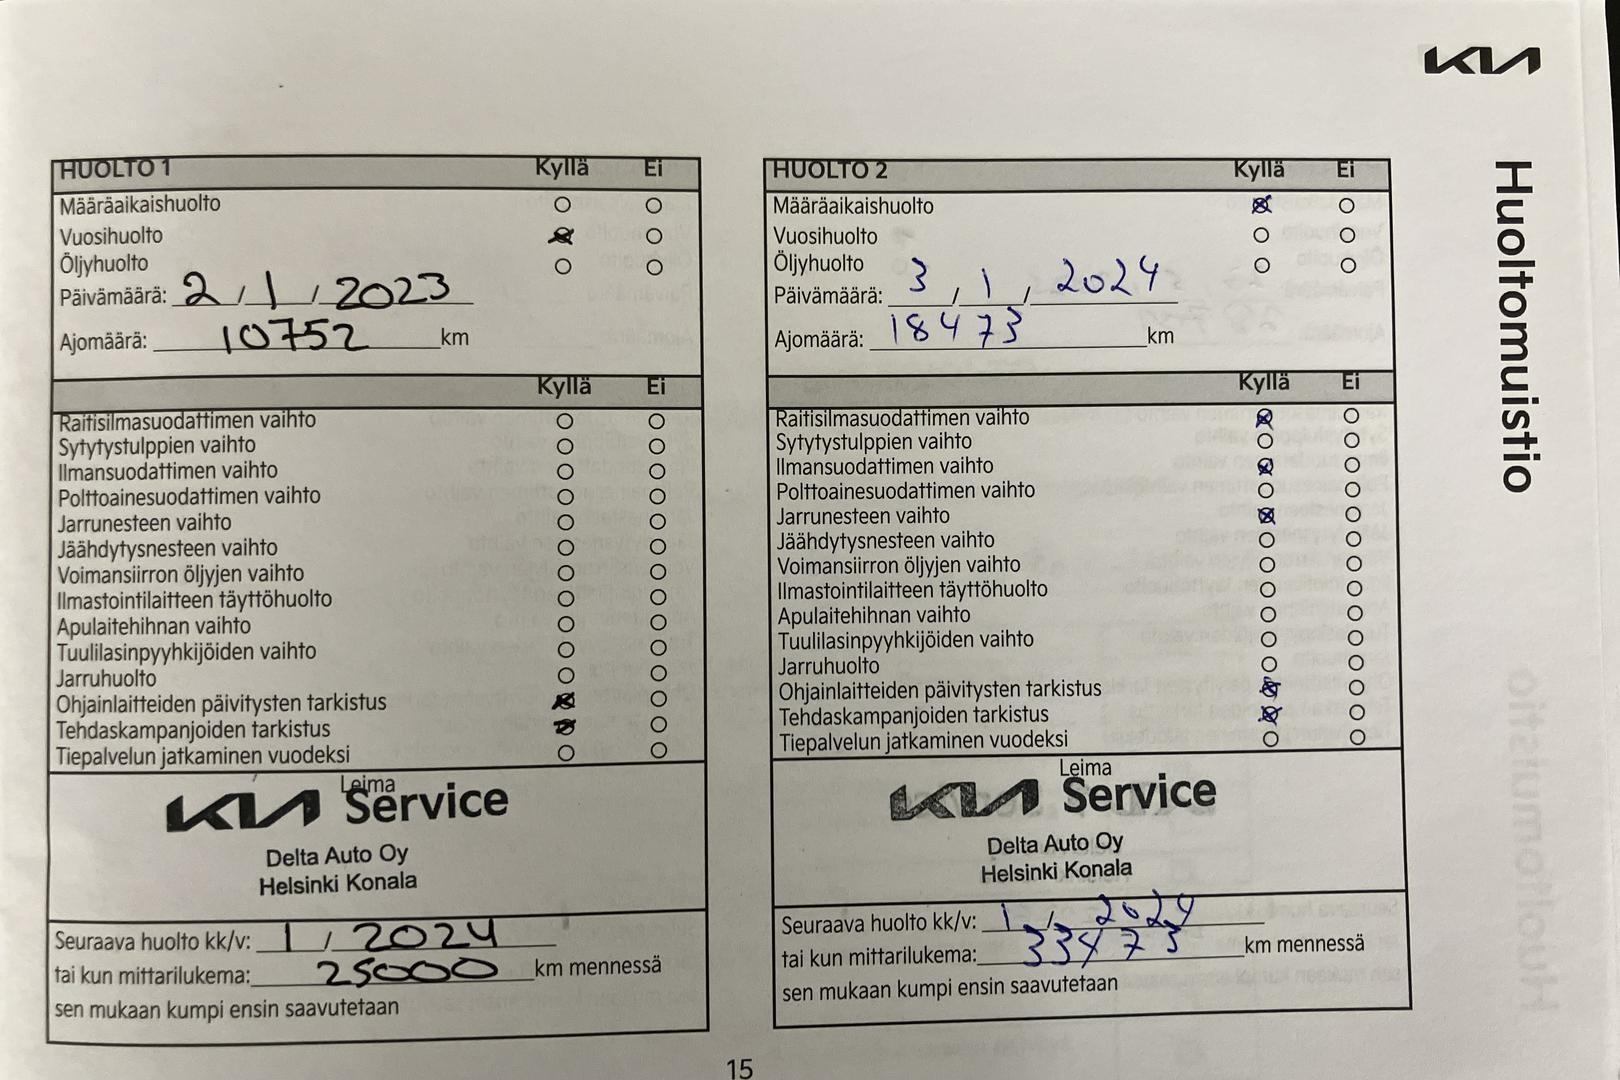 KIA
Huoltomuistio
HUOLTO 1 Kyllä Ei
Määräaikaishuolto
Vuosihuolto
Öljyhuolto
Päivämäärä: 2 / 1 / 2023
Ajomäärä: 10752 km
Kyllä Ei
Raitisilmasuodattimen vaihto
Sytytystulppien vaihto
Ilmansuodattimen vaihto
Polttoainesuodattimen vaihto
Jarrunesteen vaihto
Jäähdytysnesteen vaihto
Voimansiirron öljyjen vaihto
Ilmastointilaitteen täyttöhuolto
Apulaitehihnan vaihto
Tuulilasinpyyhkijöiden vaihto
Jarruhuolto
Ohjainlaitteiden päivitysten tarkistus
Tehdaskampanjoiden tarkistus
Tiepalvelun jatkaminen vuodeksi
Leima
KIA Service
Delta Auto Oy
Helsinki Konala
Seuraava huolto kk/v: 1 / 2024
tai kun mittarilukema: 25000 km mennessä
sen mukaan kumpi ensin saavutetaan
HUOLTO 2 Kyllä Ei
Määräaikaishuolto
Vuosihuolto
Öljyhuolto
Päivämäärä: 3 / 1 / 2024
Ajomäärä: 18473 km
Kyllä Ei
Raitisilmasuodattimen vaihto
Sytytystulppien vaihto
Ilmansuodattimen vaihto
Polttoainesuodattimen vaihto
Jarrunesteen vaihto
Jäähdytysnesteen vaihto
Voimansiirron öljyjen vaihto
Ilmastointilaitteen täyttöhuolto
Apulaitehihnan vaihto
Tuulilasinpyyhkijöiden vaihto
Jarruhuolto
Ohjainlaitteiden päivitysten tarkistus
Tehdaskampanjoiden tarkistus
Tiepalvelun jatkaminen vuodeksi
Leima
KIA Service
Delta Auto Oy
Helsinki Konala
Seuraava huolto kk/v: 1 / 2024
tai kun mittarilukema: 33473 km mennessä
sen mukaan kumpi ensin saavutetaan
15